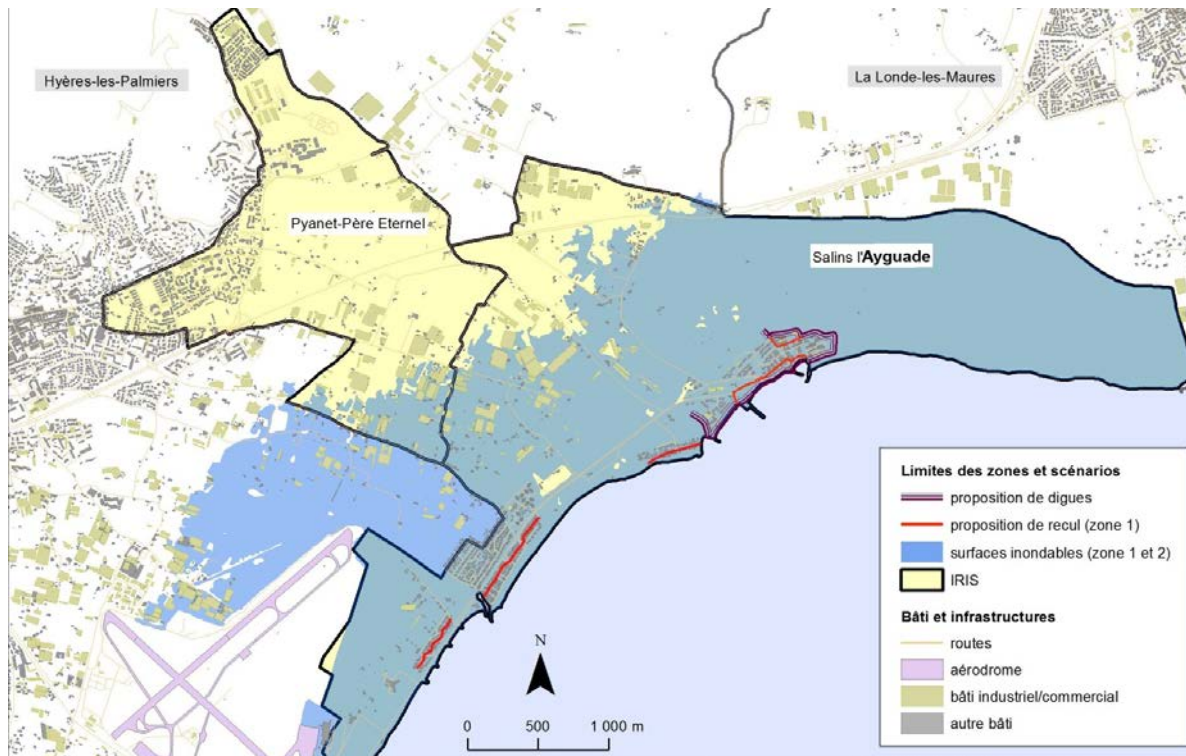 Hyères-les-Palmiers
La Londe-les-Maures
Pyanet-Père Eternel
Salins l'Ayguade
Limites des zones et scénarios
proposition de digues
proposition de recul (zone 1)
surfaces inondables (zone 1 et 2)
IRIS
Bâti et infrastructures
routes
aérodrome
bâti industriel/commercial
autre bâti
N
0 500 1 000 m